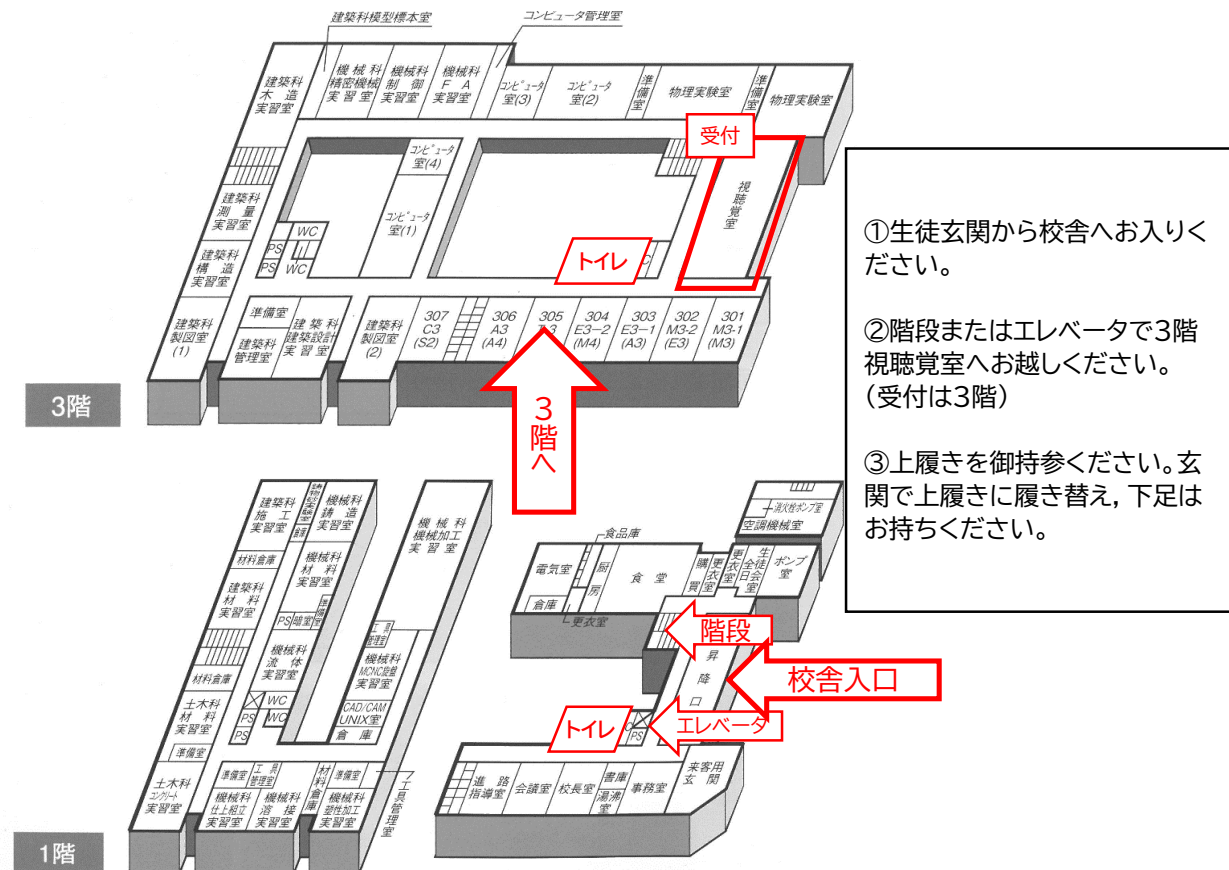 建築科模型標本室
コンピュータ管理室
建築科
木造
実習室
機械科
精密機械
実習室
機械科
制御
実習室
機械科
FA
実習室
コンピュータ
室(3)
コンピュータ
室(2)
準備室
物理実験室
準備室
物理実験室
受付
コンピュータ
室(4)
視聴覚室
建築科
測量
実習室
コンピュータ
室(1)
WC
PS
PS
WC
トイレ
C
建築科
構造
実習室
建築科
製図室
(1)
準備室
建築科
管理室
建築科
建築設計
実習室
建築科
製図室
(2)
307
C3
(S2)
306
A3
(A4)
305
304
E3-2
(M4)
303
E3-1
(A3)
302
M3-2
(E3)
301
M3-1
(M3)
3階
3階へ
①生徒玄関から校舎へお入りく
ださい。
②階段またはエレベータで3階
視聴覚室へお越しください。
(受付は3階)
③上履きを御持参ください。玄
関で上履きに履き替え,下足は
お持ちください。
建築科
施工
実習室
機械科
鋳造
実習室
機械科
機械加工
実習室
材料倉庫
機械科
材料
実習室
建築科
材料
実習室
PS
暗室
準備室
機械科
流体
実習室
工具
管理室
機械科
MCNC旋盤
実習室
材料倉庫
土木科
材料
実習室
WC
PS
WC
PS
CAD/CAM
UNIX室
倉庫
準備室
土木科
コンクリート
実習室
準備室
工具
管理室
材料倉庫
準備室
工具管理室
機械科
仕上組立
実習室
機械科
溶接
実習室
機械科
塑性加工
実習室
食品庫
電気室
厨房
食堂
購買
更衣室
更衣室
全日
生徒会室
ポンプ
室
消火栓ポンプ室
空調機械室
倉庫
更衣室
階段
昇降口
校舎入口
トイレ
PS
エレベータ
進路
指導室
会議室
校長室
書庫
湯沸室
事務室
来客用
玄関
1階